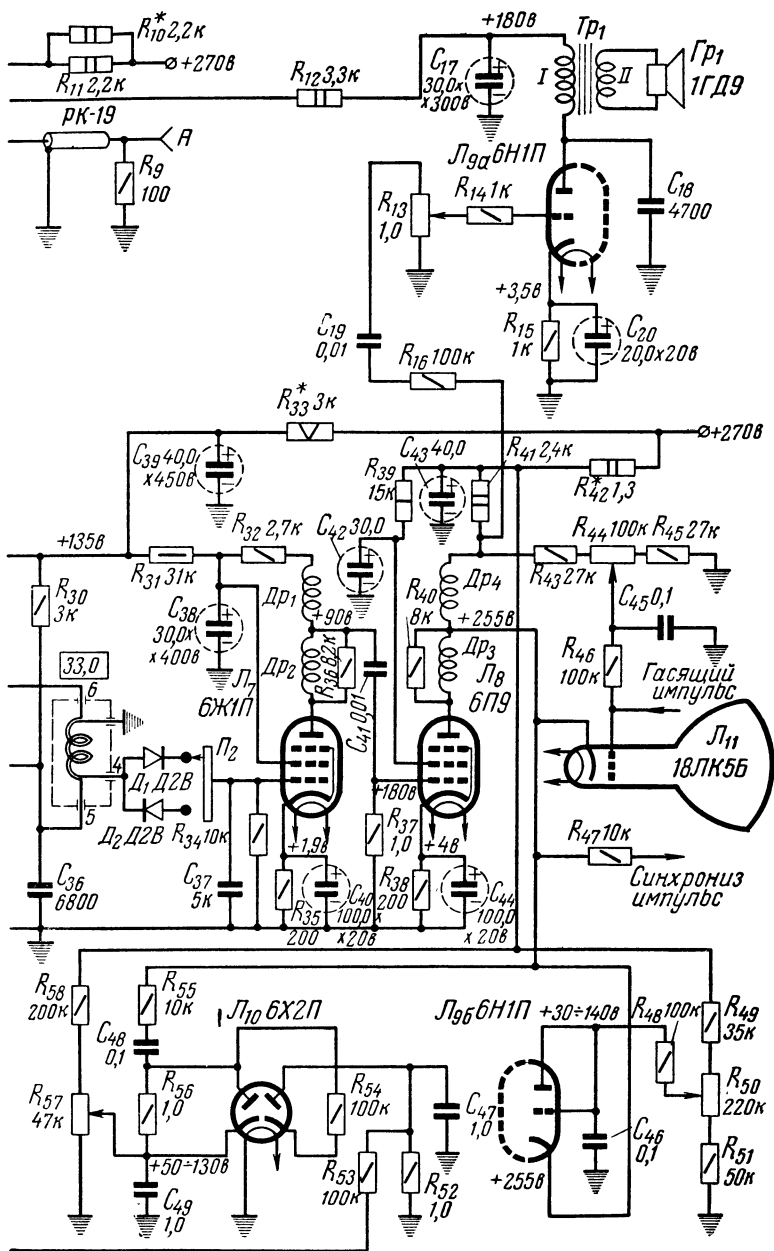 R10* 2,2к
+270в
R11 2,2к
РК-19
А
R9
100
R12 3,3к
+180в
C17
30,0х
х300в
Тр1
I
II
Гр1
1ГД9
Л9а 6Н1П
R13
1,0
R14 1к
C18
4700
+3,5в
R15
1к
C20
20,0х20в
C19
0,01
R16 100к
R33* 3к
+270в
C39 40,0
х450в
R39
15к
C43 40,0
R41 2,4к
R42* 1,3
+135в
R31 31к
R32 2,7к
C42 30,0
R43 27к
R44 100к
R45 27к
R30
3к
C38
30,0х
х400в
Др1
+90в
Др2
R36 8,2к
C41 0,01
R40
8к
Др4
+255в
Др3
Л8
6П9
C45 0,1
R46
100к
Гасящий
импульс
Л7
6Ж1П
33,0
6
4
5
П2
Д1 Д2В
Д2 Д2В
R34 10к
Л11
18ЛК5Б
+180в
R37
1,0
+1,9в
+4в
R47 10к
Синхрониз
импульс
C36
6800
C37
5к
R35
200
C40
100,0
х
х20в
R38
200
C44
100,0
х20в
R58
200к
R55
10к
C48
0,1
Л10 6Х2П
Л9б 6Н1П
+30÷140в
R48 100к
R49
35к
R57
47к
R56
1,0
R54
100к
C47
1,0
R50
220к
+50÷130в
C46
0,1
C49
1,0
R53
100к
R52
1,0
+255в
R51
50к